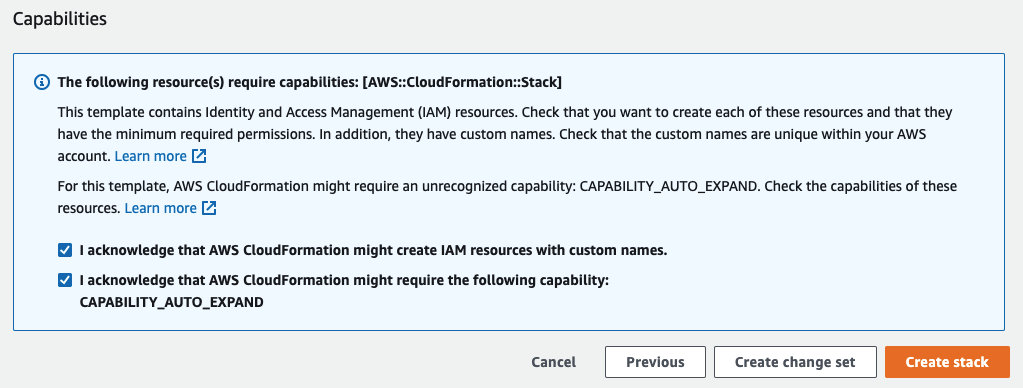 Capabilities
The following resource(s) require capabilities: [AWS::CloudFormation::Stack]
This template contains Identity and Access Management (IAM) resources. Check that you want to create each of these resources and that they
have the minimum required permissions. In addition, they have custom names. Check that the custom names are unique within your AWS
account. Learn more
For this template, AWS CloudFormation might require an unrecognized capability: CAPABILITY_AUTO_EXPAND. Check the capabilities of these
resources. Learn more
I acknowledge that AWS CloudFormation might create IAM resources with custom names.
I acknowledge that AWS CloudFormation might require the following capability:
CAPABILITY_AUTO_EXPAND
Cancel Previous Create change set Create stack